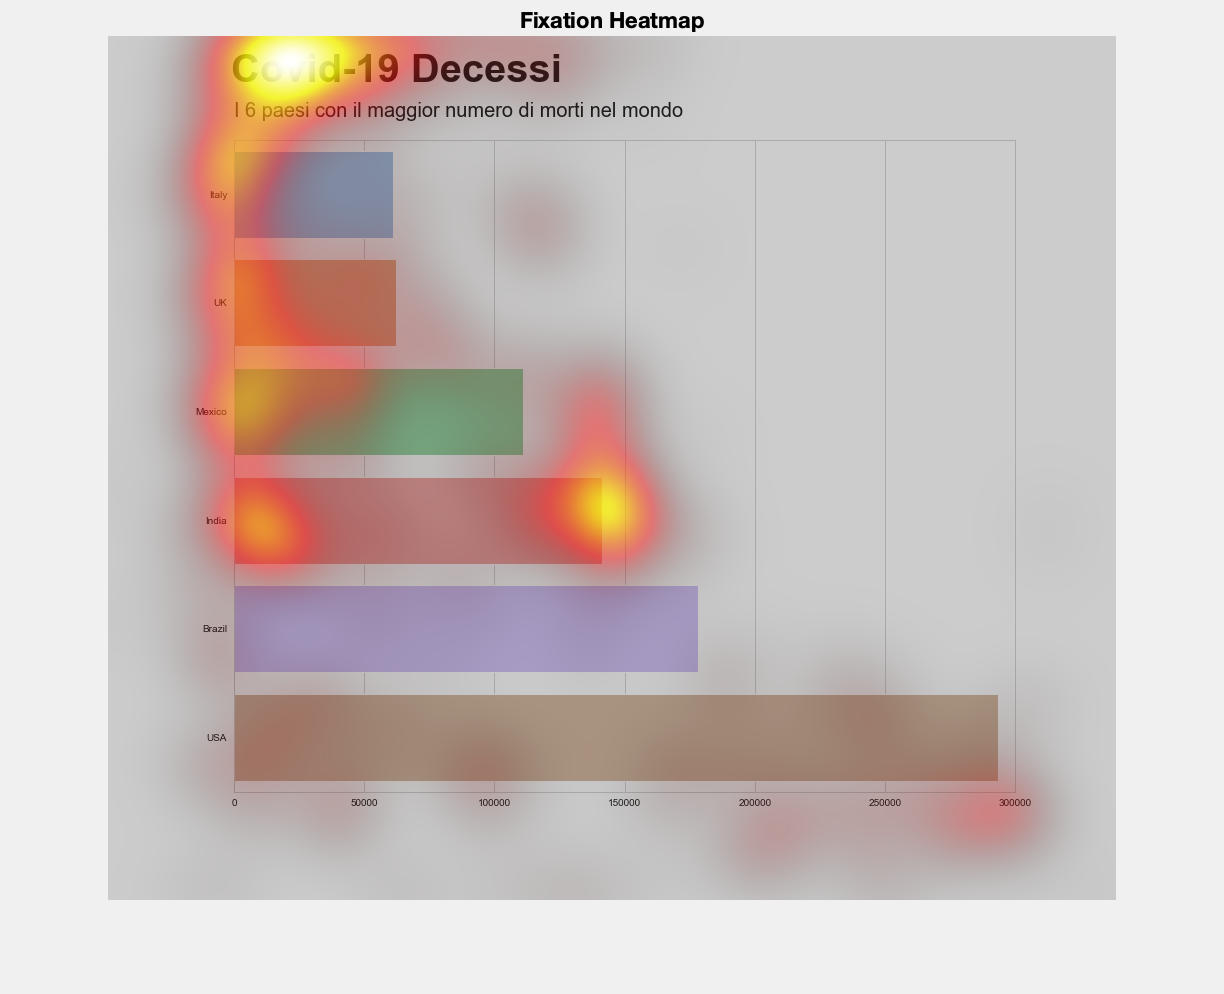 Fixation Heatmap
Covid-19 Decessi
I 6 paesi con il maggior numero di morti nel mondo
Italy
UK
Mexico
India
Brazil
USA
0 50000 100000 150000 200000 250000 300000